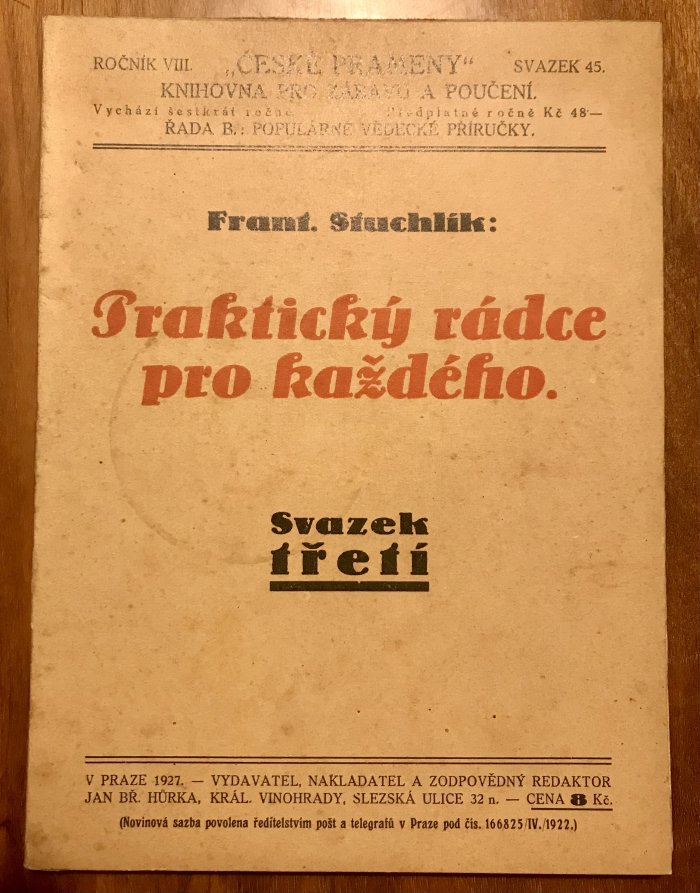 ROČNÍK VIII. „ČESKÉ PRAMENY“ SVAZEK 45.
KNIHOVNA PRO ZÁBAVU A POUČENÍ.
Vychází šestkrát ročně. Předplatné ročně Kč 48—
ŘADA B.: POPULÁRNĚ VĚDECKÉ PŘÍRUČKY.
Frant. Stuchlík:
Praktický rádce
pro každého.
Svazek
třetí
V PRAZE 1927. — VYDAVATEL, NAKLADATEL A ZODPOVĚDNÝ REDAKTOR
JAN BŘ. HŮRKA, KRÁL. VINOHRADY, SLEZSKÁ ULICE 32 n. — CENA 8 Kč.
(Novinová sazba povolena ředitelstvím pošt a telegrafů v Praze pod čís. 166825/IV./1922.)